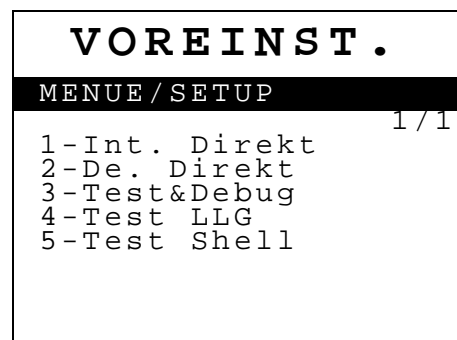 VOREINST.
MENUE/SETUP
1/1
1-Int. Direkt
2-De. Direkt
3-Test&Debug
4-Test LLG
5-Test Shell